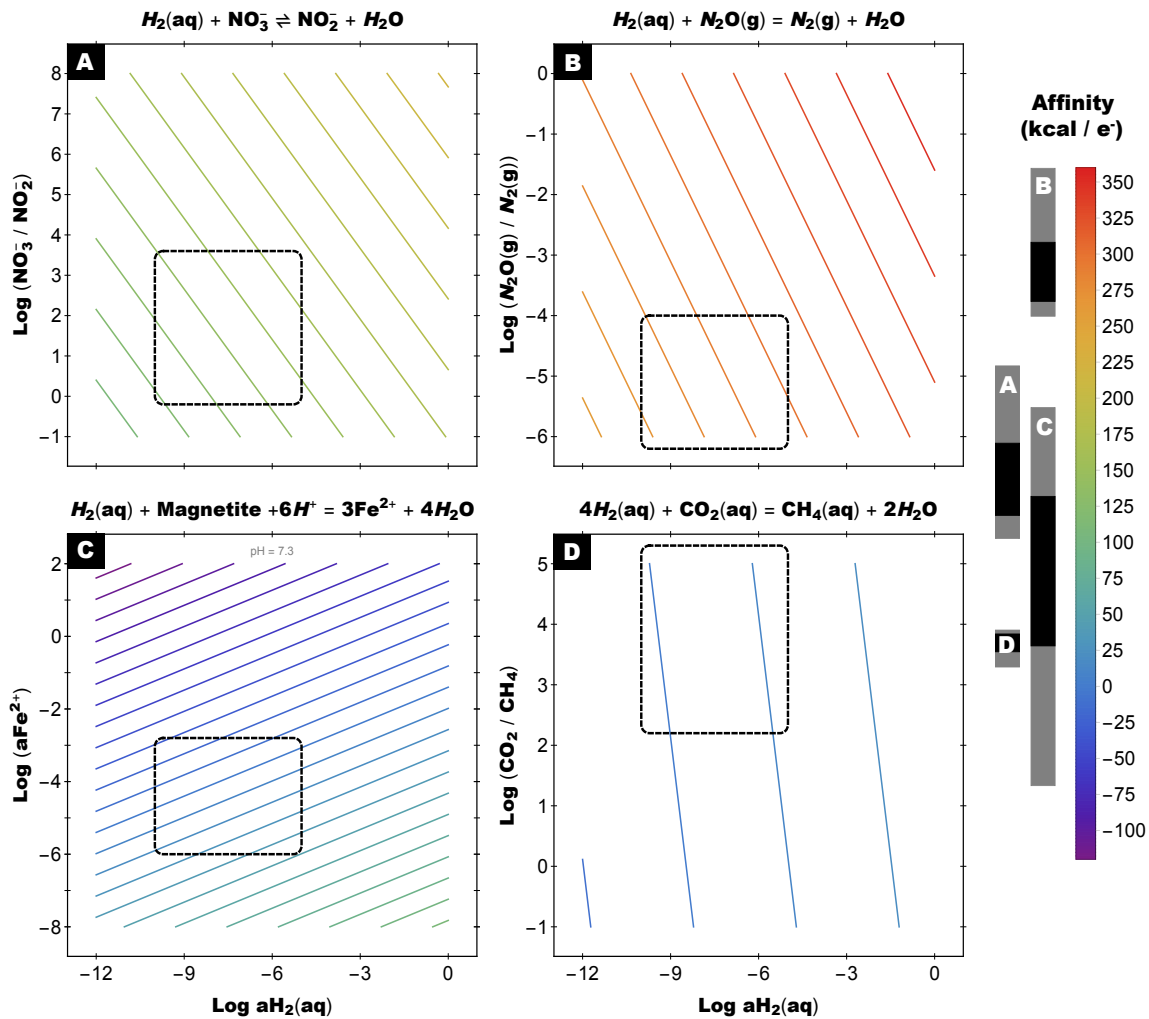 H₂(aq) + NO₃⁻ ⇌ NO₂⁻ + H₂O
A
Log (NO₃⁻ / NO₂⁻)
8
7
6
5
4
3
2
1
0
−1
H₂(aq) + N₂O(g) = N₂(g) + H₂O
B
Log (N₂O(g) / N₂(g))
0
−1
−2
−3
−4
−5
−6
H₂(aq) + Magnetite +6H⁺ = 3Fe²⁺ + 4H₂O
C
pH = 7.3
Log (aFe²⁺)
2
0
−2
−4
−6
−8
−12
−9
−6
−3
0
Log aH₂(aq)
4H₂(aq) + CO₂(aq) = CH₄(aq) + 2H₂O
D
Log (CO₂ / CH₄)
5
4
3
2
1
0
−1
−12
−9
−6
−3
0
Log aH₂(aq)
Affinity
(kcal / e⁻)
B
A
C
D
350
325
300
275
250
225
200
175
150
125
100
75
50
25
0
−25
−50
−75
−100